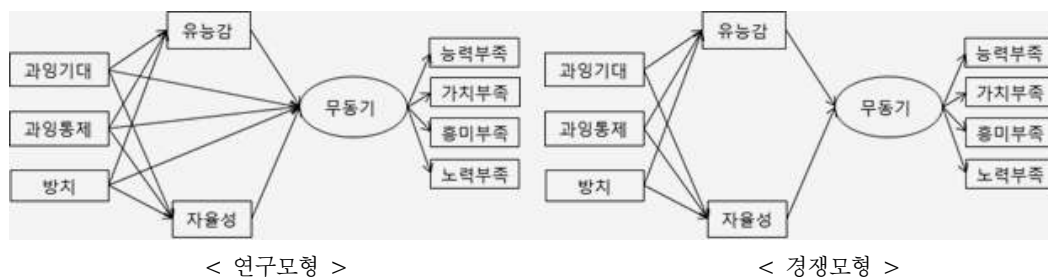 유능감
과잉기대
과잉통제
방치
자율성
무동기
능력부족
가치부족
흥미부족
노력부족
< 연구모형 >
유능감
과잉기대
과잉통제
방치
자율성
무동기
능력부족
가치부족
흥미부족
노력부족
< 경쟁모형 >